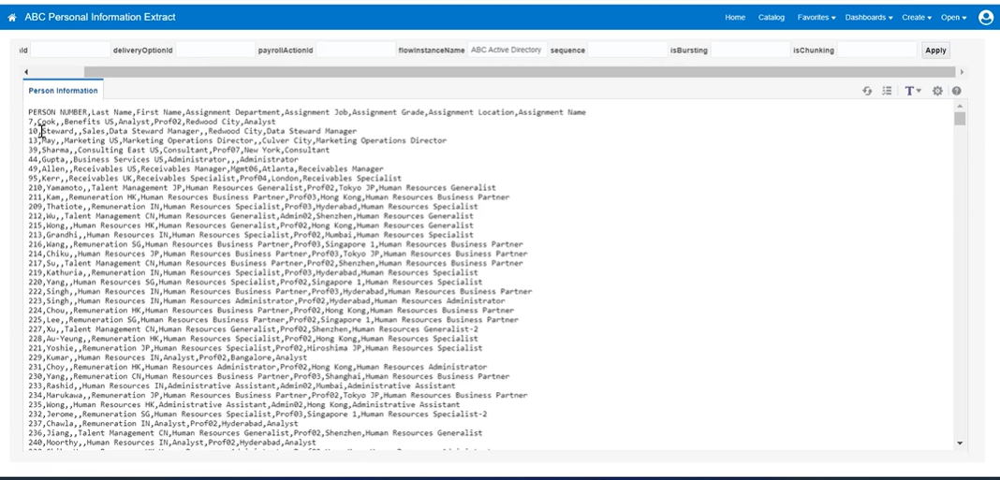 ABC Personal Information Extract
Home Catalog Favorites Dashboards Create Open
Id deliveryOptionId payrollActionId flowInstanceName ABC Active Directory sequence isBursting isChunking Apply
Person Information
PERSON NUMBER,Last Name,First Name,Assignment Department,Assignment Job,Assignment Grade,Assignment Location,Assignment Name
7,Cook,,Benefits US,Analyst,Prof02,Redwood City,Analyst
10,Steward,,Sales,Data Steward Manager,,Redwood City,Data Steward Manager
13,May,,Marketing US,Marketing Operations Director,,Culver City,Marketing Operations Director
39,Sharma,,Consulting East US,Consultant,Prof07,New York,Consultant
44,Gupta,,Business Services US,Administrator,,,Administrator
49,Allen,,Receivables US,Receivables Manager,Mgmt06,Atlanta,Receivables Manager
95,Kerr,,Receivables UK,Receivables Specialist,Prof04,London,Receivables Specialist
210,Yamamoto,,Talent Management JP,Human Resources Generalist,Prof02,Tokyo JP,Human Resources Generalist
211,Kam,,Remuneration HK,Human Resources Business Partner,Prof03,Hong Kong,Human Resources Business Partner
209,Thatiote,,Remuneration IN,Human Resources Specialist,Prof03,Hyderabad,Human Resources Specialist
212,Wu,,Talent Management CN,Human Resources Generalist,Admin02,Shenzhen,Human Resources Generalist
215,Wong,,Human Resources HK,Human Resources Generalist,Prof02,Hong Kong,Human Resources Generalist
213,Grandhi,,Human Resources IN,Human Resources Specialist,Prof02,Mumbai,Human Resources Specialist
216,Wang,,Remuneration SG,Human Resources Business Partner,Prof03,Singapore 1,Human Resources Business Partner
214,Chiku,,Human Resources JP,Human Resources Business Partner,Prof03,Tokyo JP,Human Resources Business Partner
217,Su,,Talent Management CN,Human Resources Business Partner,Prof02,Shenzhen,Human Resources Business Partner
219,Kathuria,,Human Resources IN,Human Resources Specialist,Prof03,Hyderabad,Human Resources Specialist
220,Yang,,Human Resources SG,Human Resources Specialist,Prof02,Singapore 1,Human Resources Specialist
222,Singh,,Human Resources IN,Human Resources Business Partner,Prof03,Hyderabad,Human Resources Business Partner
223,Singh,,Human Resources IN,Human Resources Administrator,Prof02,Hyderabad,Human Resources Administrator
224,Chou,,Remuneration HK,Human Resources Business Partner,Prof02,Hong Kong,Human Resources Business Partner
225,Lee,,Remuneration SG,Human Resources Business Partner,Prof02,Singapore 1,Human Resources Business Partner
227,Xu,,Talent Management CN,Human Resources Generalist,Prof02,Shenzhen,Human Resources Generalist-2
228,Au-Yeung,,Remuneration HK,Human Resources Specialist,Prof02,Hong Kong,Human Resources Specialist
221,Yoshie,,Remuneration JP,Human Resources Specialist,Prof02,Hiroshima JP,Human Resources Specialist
229,Kumar,,Human Resources IN,Analyst,Prof02,Bangalore,Analyst
231,Choy,,Remuneration HK,Human Resources Administrator,Prof02,Hong Kong,Human Resources Administrator
230,Yang,,Remuneration CN,Human Resources Business Partner,Prof03,Shanghai,Human Resources Business Partner
233,Rashid,,Human Resources IN,Administrative Assistant,Admin02,Mumbai,Administrative Assistant
234,Marukawa,,Remuneration JP,Human Resources Business Partner,Prof02,Tokyo JP,Human Resources Business Partner
235,Wong,,Human Resources HK,Administrative Assistant,Admin02,Hong Kong,Administrative Assistant
232,Jerome,,Remuneration SG,Human Resources Specialist,Prof03,Singapore 1,Human Resources Specialist-2
237,Chawla,,Remuneration IN,Analyst,Prof02,Hyderabad,Analyst
236,Jiang,,Talent Management CN,Human Resources Generalist,Prof02,Shenzhen,Human Resources Generalist
240,Moorthy,,Human Resources IN,Analyst,Prof02,Hyderabad,Analyst